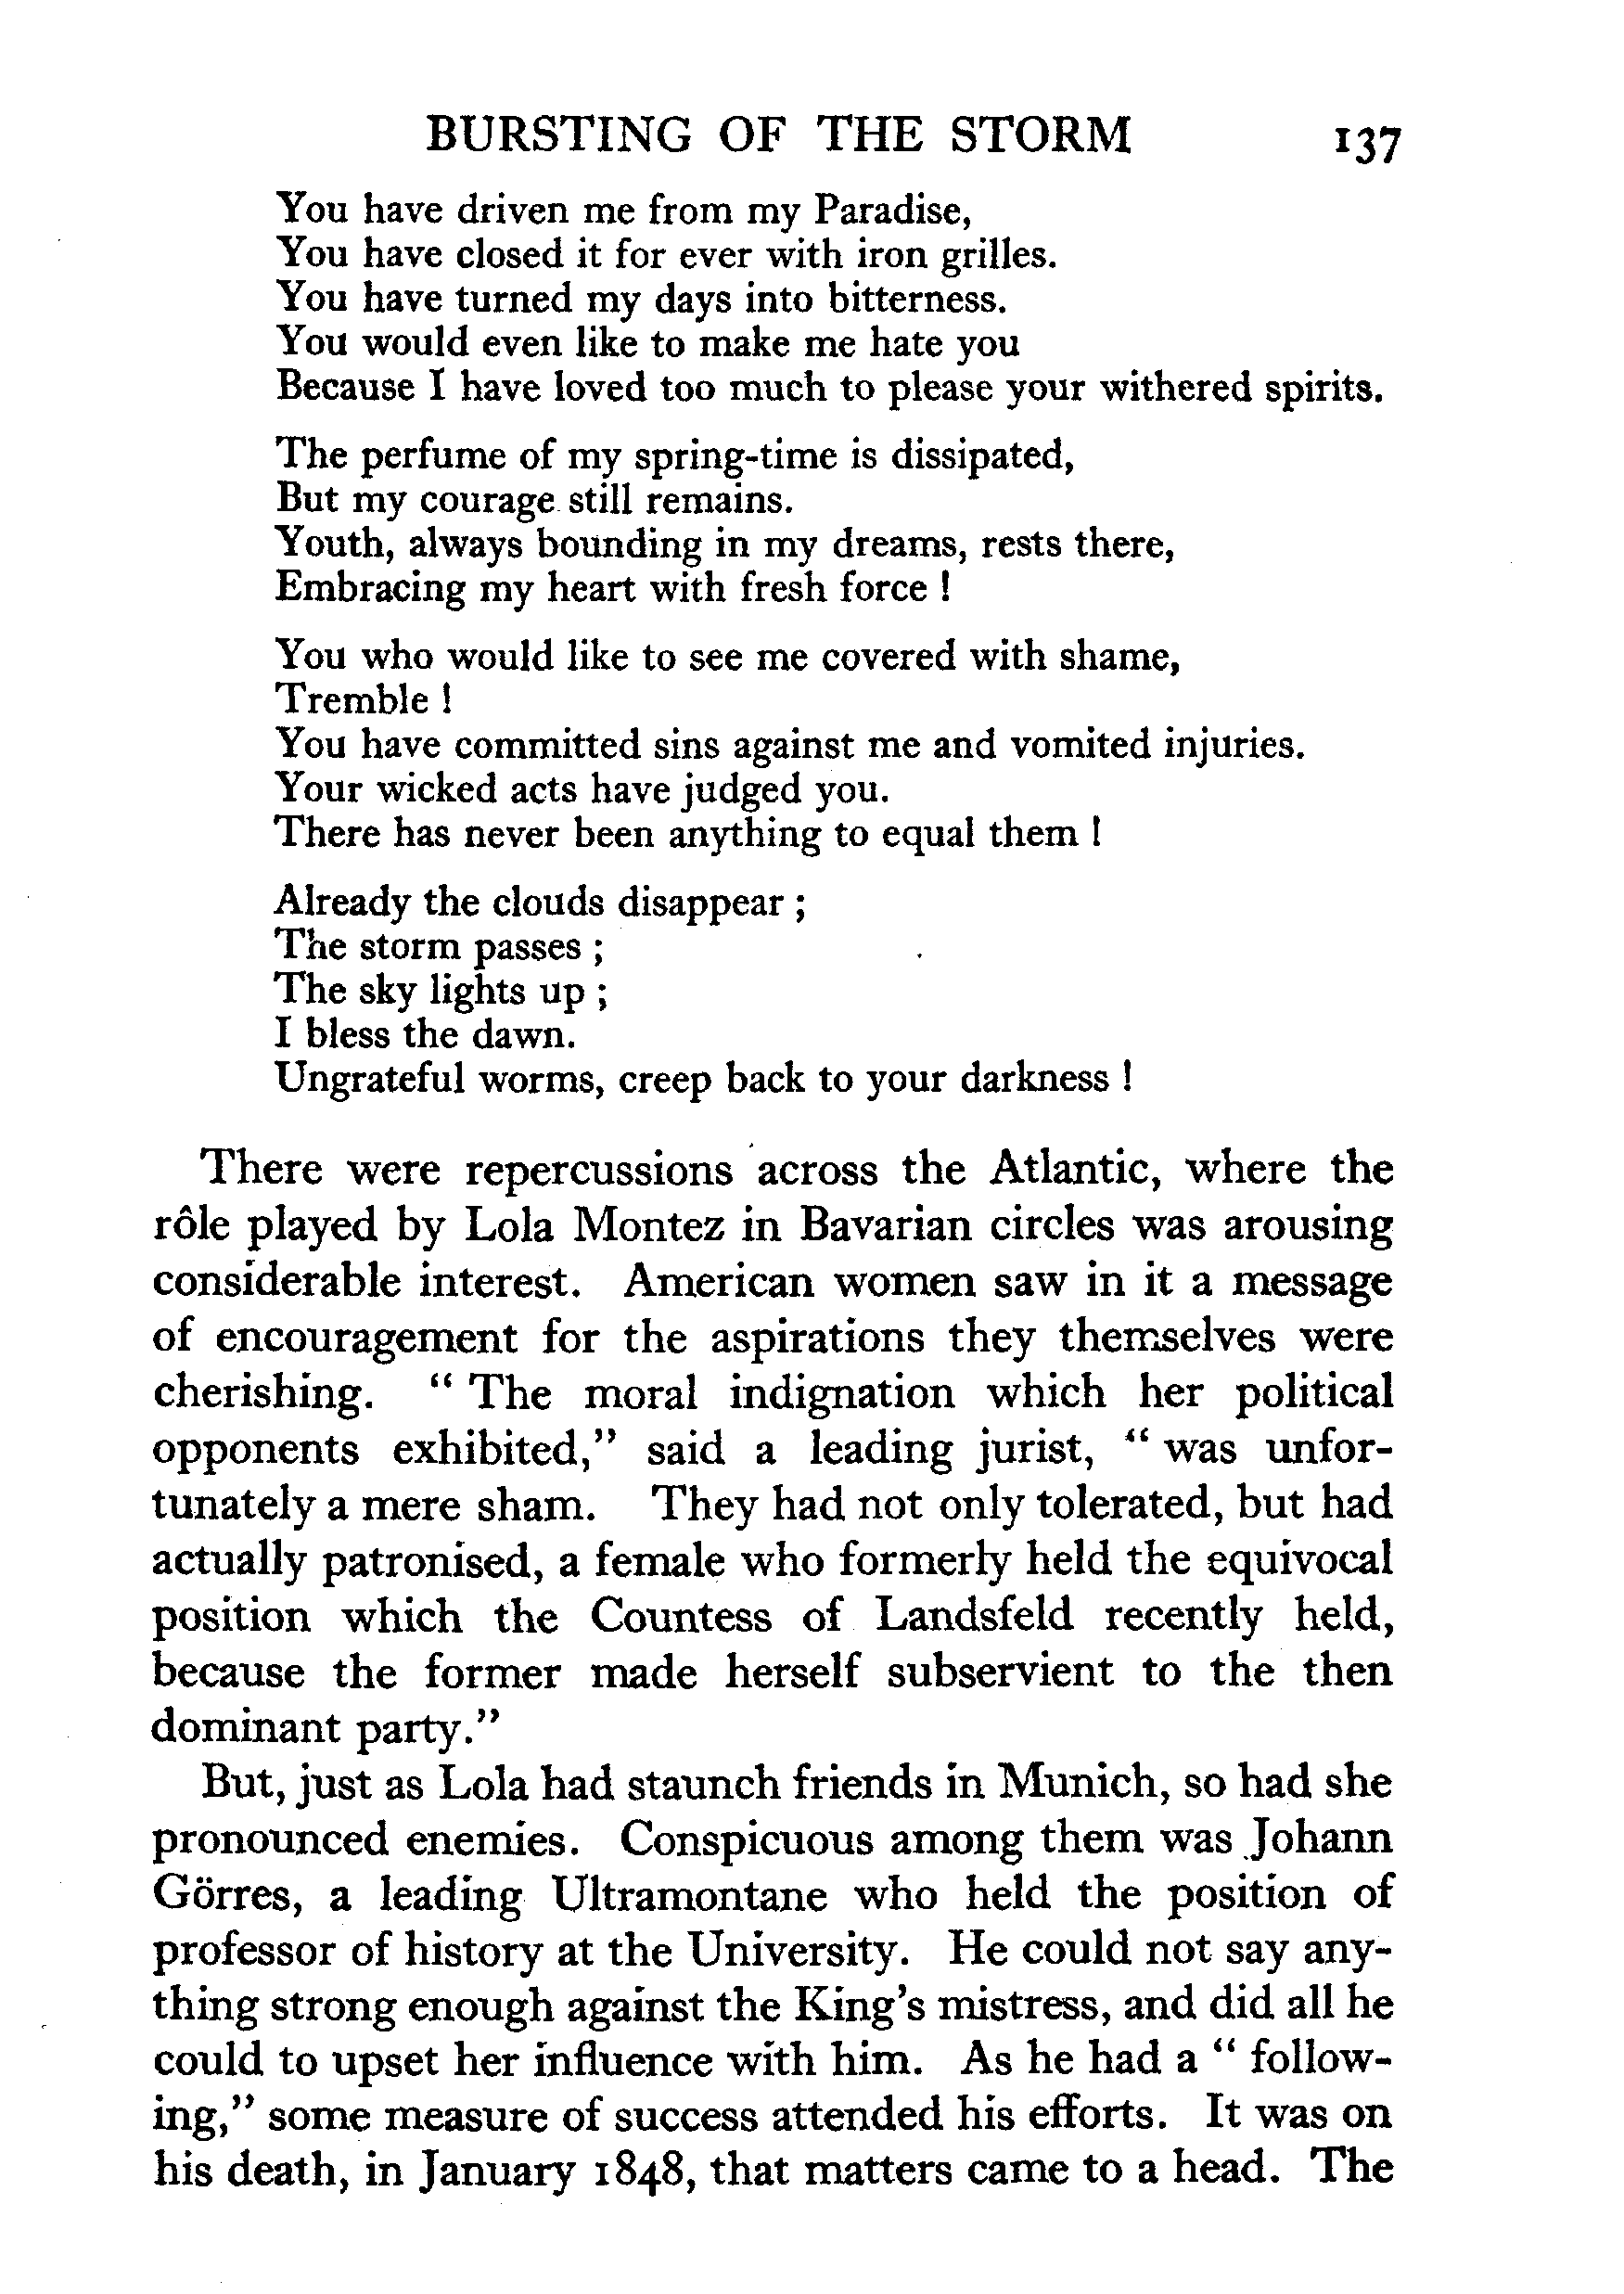 BURSTING OF THE STORM 137
You have driven me from my Paradise,
You have closed it for ever with iron grilles.
You have turned my days into bitterness.
You would even like to make me hate you
Because I have loved too much to please your withered spirits.
The perfume of my spring-time is dissipated,
But my courage still remains.
Youth, always bounding in my dreams, rests there,
Embracing my heart with fresh force !
You who would like to see me covered with shame,
Tremble !
You have committed sins against me and vomited injuries.
Your wicked acts have judged you.
There has never been anything to equal them !
Already the clouds disappear ;
The storm passes ;
The sky lights up ;
I bless the dawn.
Ungrateful worms, creep back to your darkness !
There were repercussions across the Atlantic, where the
rôle played by Lola Montez in Bavarian circles was arousing
considerable interest. American women saw in it a message
of encouragement for the aspirations they themselves were
cherishing. " The moral indignation which her political
opponents exhibited," said a leading jurist, " was unfor-
tunately a mere sham. They had not only tolerated, but had
actually patronised, a female who formerly held the equivocal
position which the Countess of Landsfeld recently held,
because the former made herself subservient to the then
dominant party."
But, just as Lola had staunch friends in Munich, so had she
pronounced enemies. Conspicuous among them was Johann
Görres, a leading Ultramontane who held the position of
professor of history at the University. He could not say any-
thing strong enough against the King's mistress, and did all he
could to upset her influence with him. As he had a " follow-
ing," some measure of success attended his efforts. It was on
his death, in January 1848, that matters came to a head. The